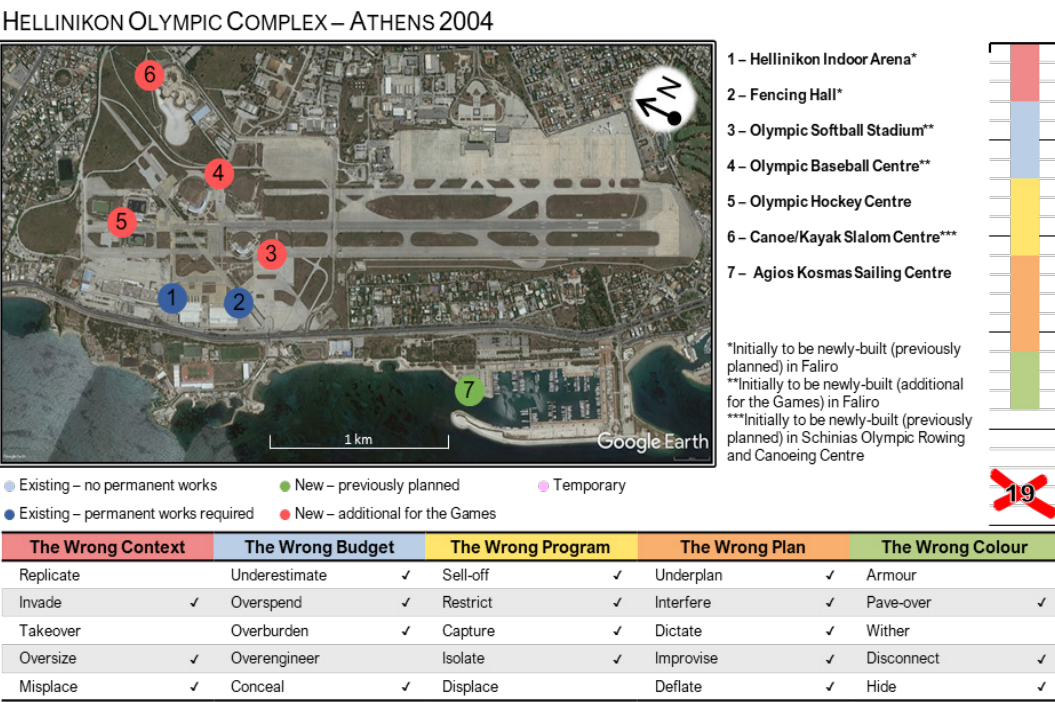 HELLINIKON OLYMPIC COMPLEX – ATHENS 2004
6
N
4
5
3
1
2
7
1 km
Google Earth
1 – Hellinikon Indoor Arena*
2 – Fencing Hall*
3 – Olympic Softball Stadium**
4 – Olympic Baseball Centre**
5 – Olympic Hockey Centre
6 – Canoe/Kayak Slalom Centre***
7 – Agios Kosmas Sailing Centre
*Initially to be newly-built (previously
planned) in Faliro
**Initially to be newly-built (additional
for the Games) in Faliro
***Initially to be newly-built (previously
planned) in Schinias Olympic Rowing
and Canoeing Centre
19
Existing – no permanent works
New – previously planned
Temporary
Existing – permanent works required
New – additional for the Games
The Wrong Context The Wrong Budget The Wrong Program The Wrong Plan The Wrong Colour
Replicate Underestimate ✓ Sell-off ✓ Underplan ✓ Armour
Invade ✓ Overspend ✓ Restrict ✓ Interfere ✓ Pave-over ✓
Takeover Overburden ✓ Capture ✓ Dictate ✓ Wither
Oversize ✓ Overengineer Isolate ✓ Improvise ✓ Disconnect ✓
Misplace ✓ Conceal ✓ Displace Deflate ✓ Hide ✓